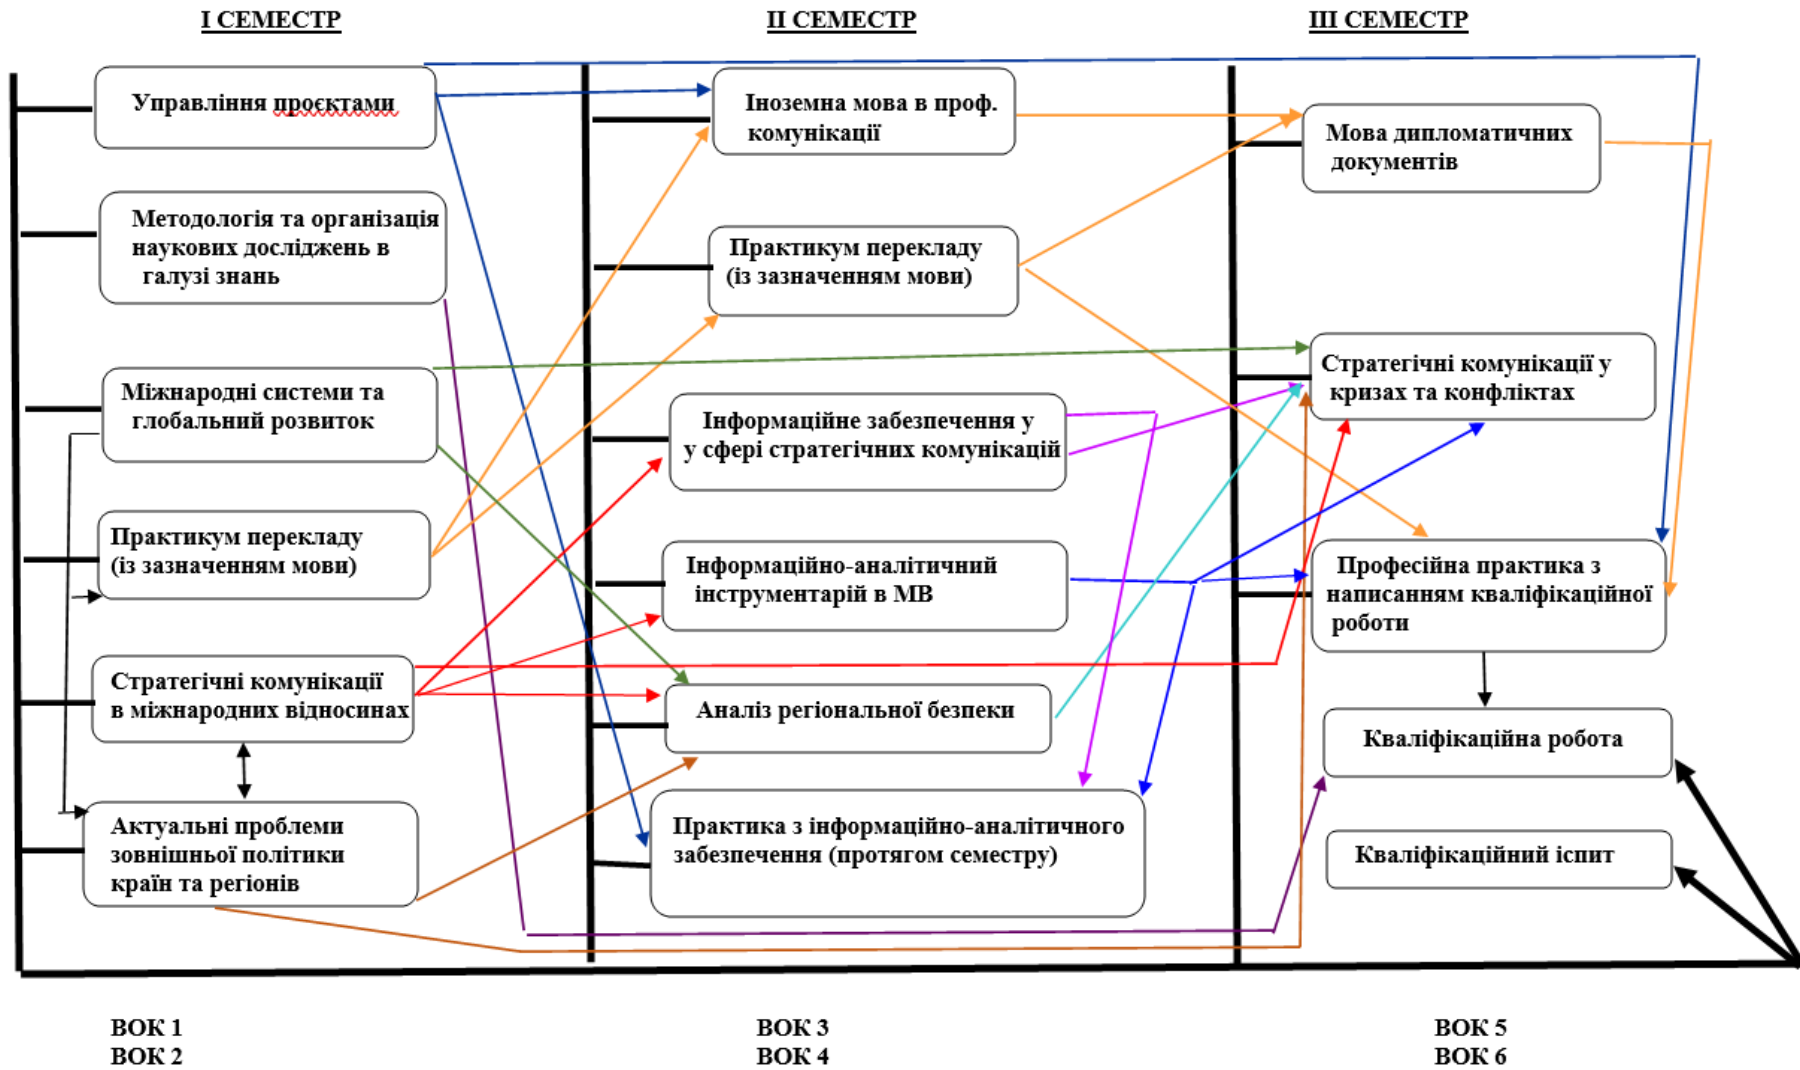 І СЕМЕСТР
ІІ СЕМЕСТР
ІІІ СЕМЕСТР
Управління проєктами
Методологія та організація
наукових досліджень в
галузі знань
Міжнародні системи та
глобальний розвиток
Практикум перекладу
(із зазначенням мови)
Стратегічні комунікації
в міжнародних відносинах
Актуальні проблеми
зовнішньої політики
країн та регіонів
Іноземна мова в проф.
комунікації
Практикум перекладу
(із зазначенням мови)
Інформаційне забезпечення у
у сфері стратегічних комунікацій
Інформаційно-аналітичний
інструментарій в МВ
Аналіз регіональної безпеки
Практика з інформаційно-аналітичного
забезпечення (протягом семестру)
Мова дипломатичних
документів
Стратегічні комунікації у
кризах та конфліктах
Професійна практика з
написанням кваліфікаційної
роботи
Кваліфікаційна робота
Кваліфікаційний іспит
ВОК 1
ВОК 2
ВОК 3
ВОК 4
ВОК 5
ВОК 6